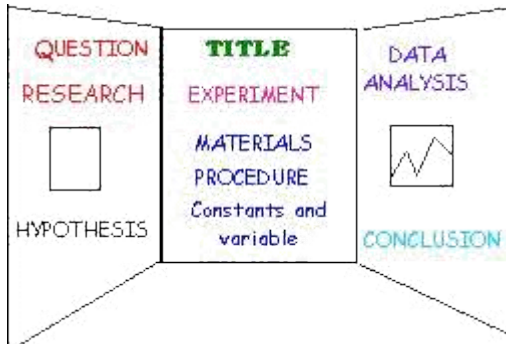 QUESTION
RESEARCH
HYPOTHESIS
TITLE
EXPERIMENT
MATERIALS
PROCEDURE
Constants and
variable
DATA
ANALYSIS
CONCLUSION